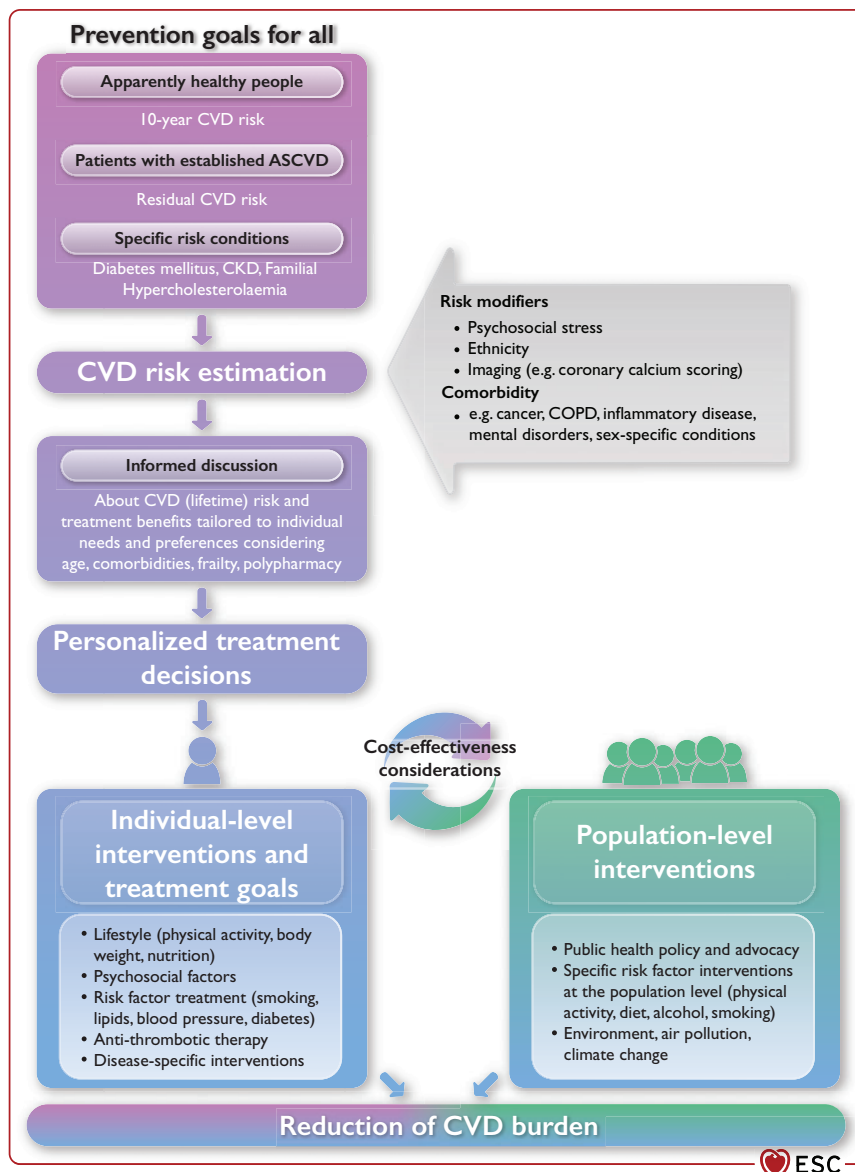 Prevention goals for all
Apparently healthy people
10-year CVD risk
Patients with established ASCVD
Residual CVD risk
Specific risk conditions
Diabetes mellitus, CKD, Familial
Hypercholesterolaemia
Risk modifiers
• Psychosocial stress
• Ethnicity
• Imaging (e.g. coronary calcium scoring)
Comorbidity
• e.g. cancer, COPD, inflammatory disease,
mental disorders, sex-specific conditions
CVD risk estimation
Informed discussion
About CVD (lifetime) risk and
treatment benefits tailored to individual
needs and preferences considering
age, comorbidities, frailty, polypharmacy
Personalized treatment
decisions
Cost-effectiveness
considerations
Individual-level
interventions and
treatment goals
• Lifestyle (physical activity, body
weight, nutrition)
• Psychosocial factors
• Risk factor treatment (smoking,
lipids, blood pressure, diabetes)
• Anti-thrombotic therapy
• Disease-specific interventions
Population-level
interventions
• Public health policy and advocacy
• Specific risk factor interventions
at the population level (physical
activity, diet, alcohol, smoking)
• Environment, air pollution,
climate change
Reduction of CVD burden
ESC